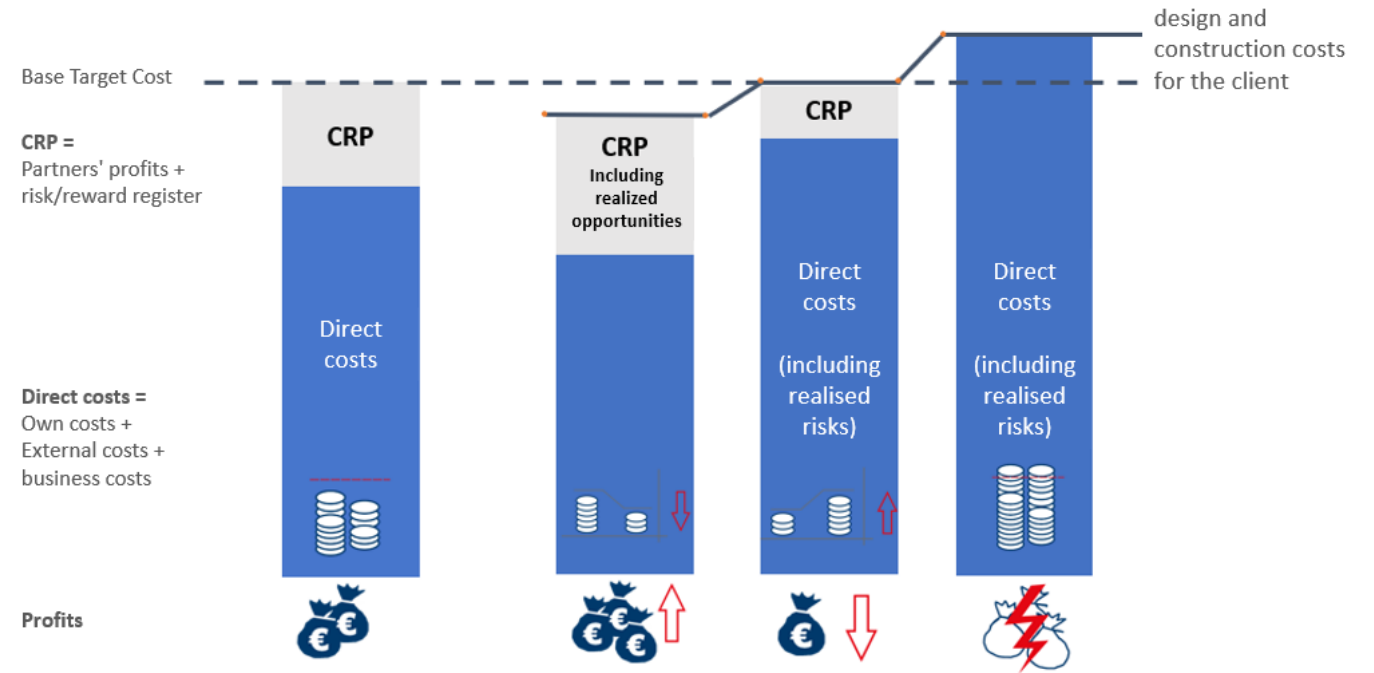 design and
construction costs
for the client
Base Target Cost
CRP =
Partners' profits +
risk/reward register
CRP
CRP
Including
realized
opportunities
CRP
Direct
costs
Direct
costs
(including
realised
risks)
Direct
costs
(including
realised
risks)
Direct costs =
Own costs +
External costs +
business costs
Profits
€
€
€
€
€
€